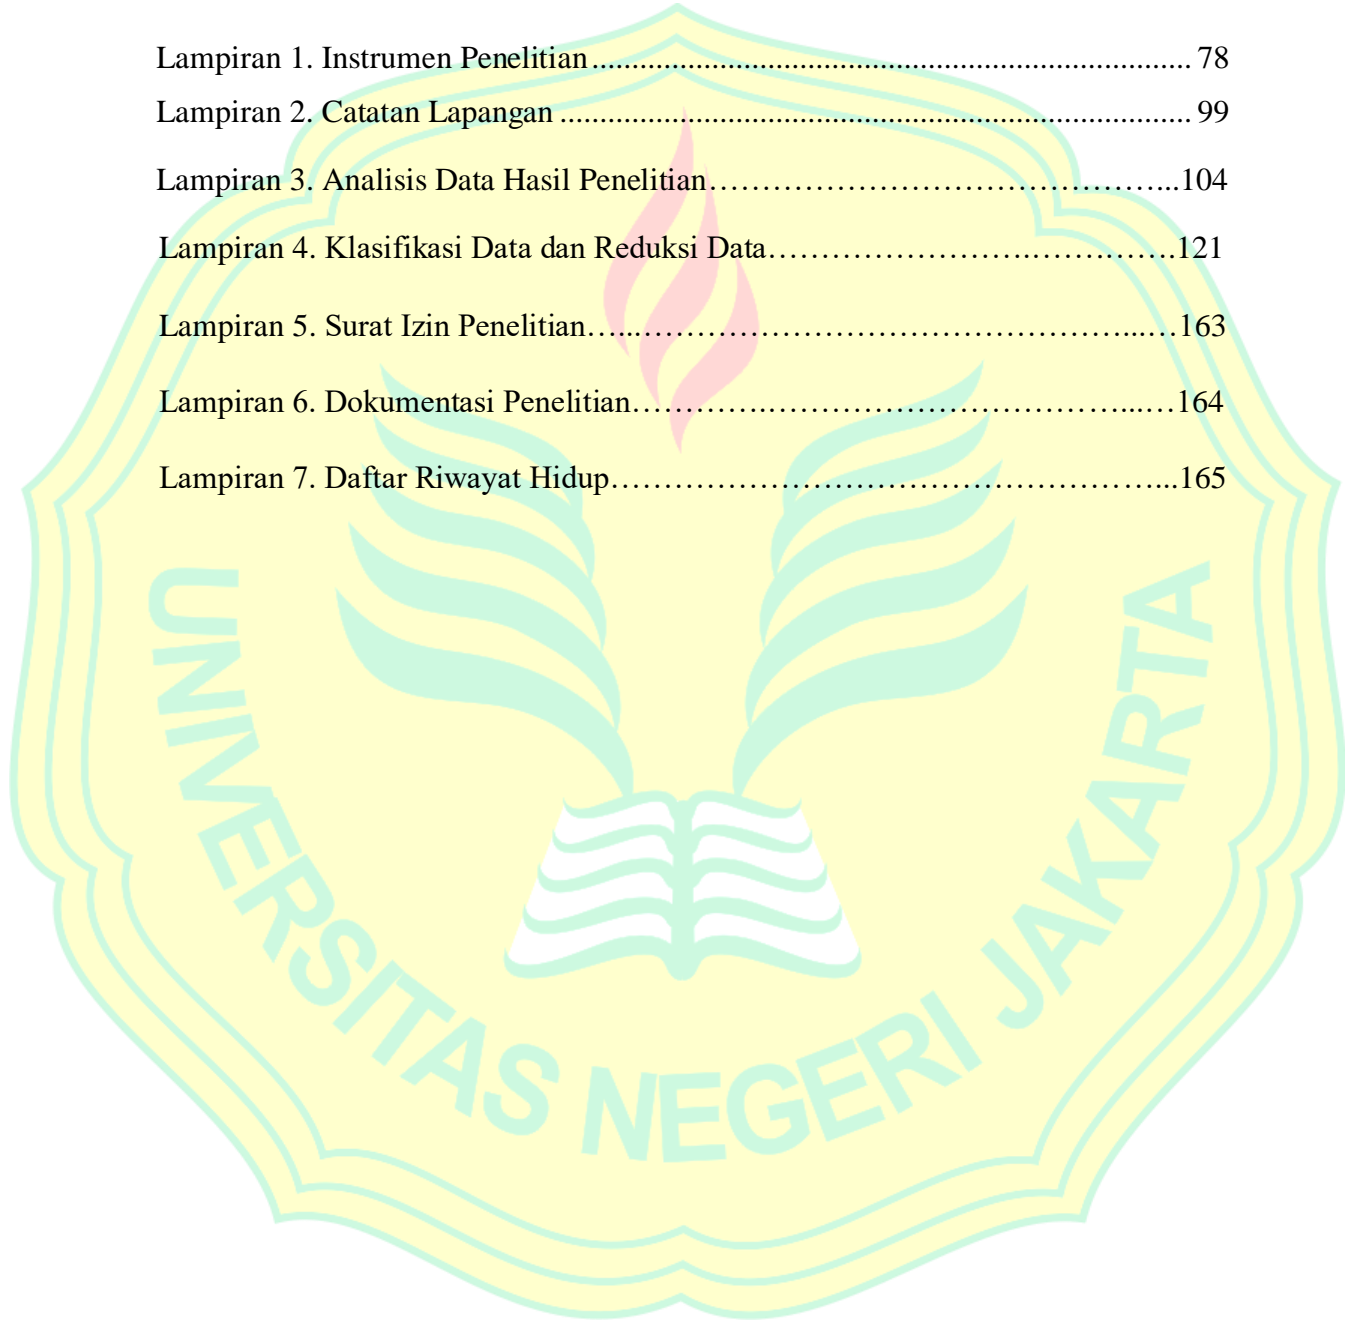 Lampiran 1. Instrumen Penelitian........................................................................... 78
Lampiran 2. Catatan Lapangan ............................................................................... 99
Lampiran 3. Analisis Data Hasil Penelitian…………………………………...104
Lampiran 4. Klasifikasi Data dan Reduksi Data…………………….…….…….121
Lampiran 5. Surat Izin Penelitian…...………………………………………...…163
Lampiran 6. Dokumentasi Penelitian………….………………………………...…164
Lampiran 7. Daftar Riwayat Hidup……………………………………………...165
UNIVERSITAS NEGERI JAKARTA